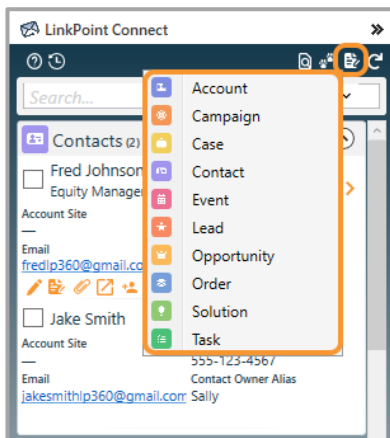 LinkPoint Connect
Search...
Account
Campaign
Case
Contact
Event
Lead
Opportunity
Order
Solution
Task
Contacts (2)
Fred Johnson
Equity Manage
Account Site
—
Email
fredlp360@gmail.co
Jake Smith
Account Site
—
555-123-4567
Email
Contact Owner Alias
jakesmithlp360@gmail.com
Sally